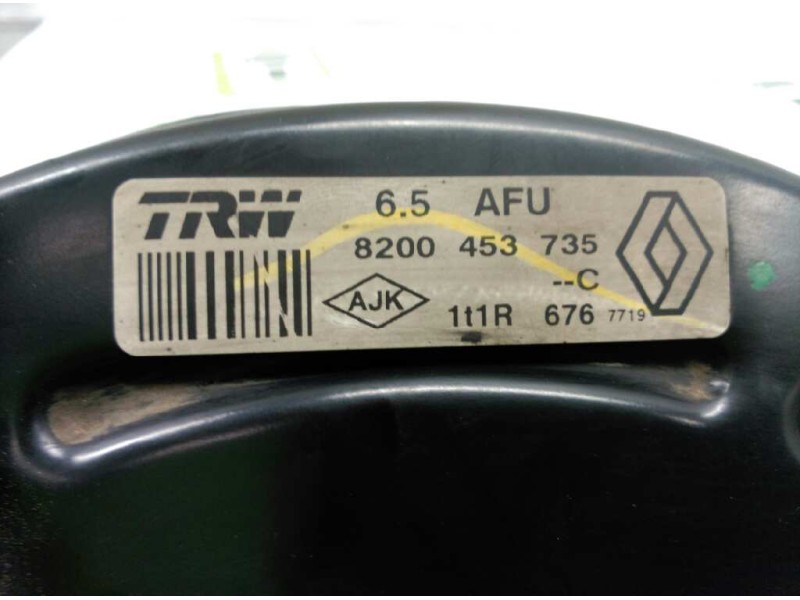 TRW 6.5 AFU
8200 453 735
--C
AJK
1t1R 676 7719